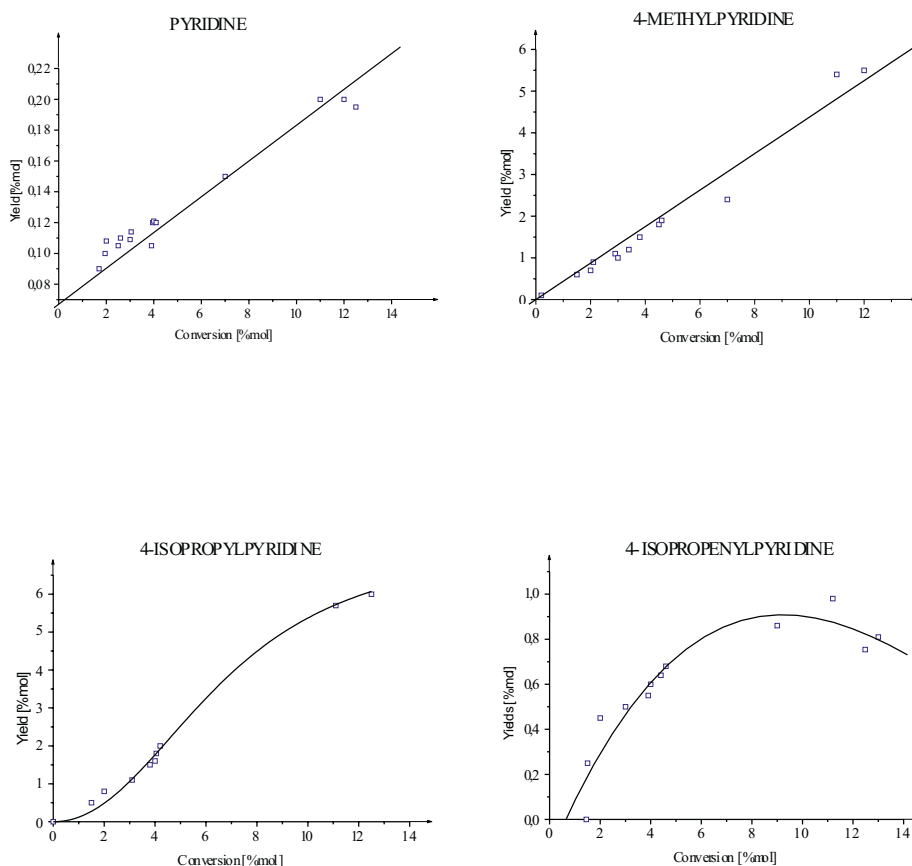 PYRIDINE
0,22
0,20
0,18
0,16
0,14
0,12
0,10
0,08
Yield [%mol]
0 2 4 6 8 10 12 14
Conversion [%mol]
4-METHYLPYRIDINE
6
5
4
3
2
1
0
Yield [%mol]
0 2 4 6 8 10 12
Conversion [%mol]
4-ISOPROPYLPYRIDINE
6
5
4
3
2
1
0
Yield [%mol]
0 2 4 6 8 10 12 14
Conversion [%mol]
4-ISOPROPENYLPYRIDINE
1,0
0,8
0,6
0,4
0,2
0,0
Yields [%mol]
0 2 4 6 8 10 12 14
Conversion [%mol]